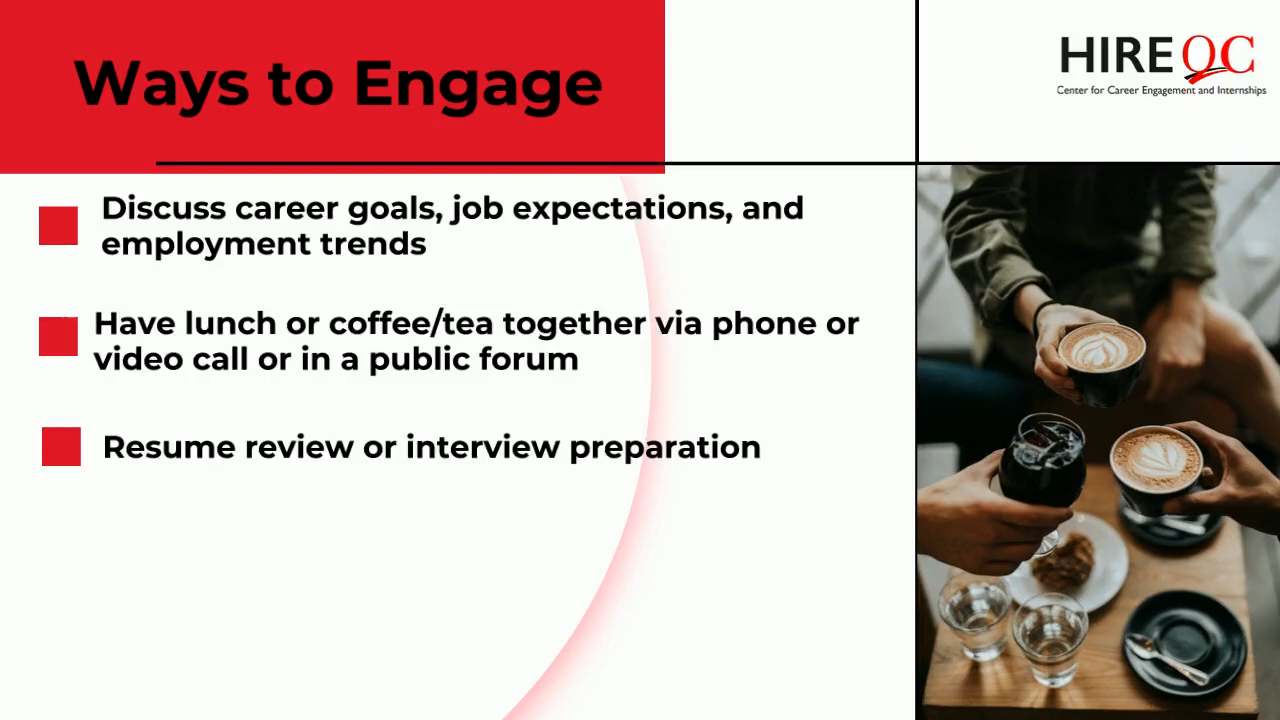 Ways to Engage
HIRE QC
Center for Career Engagement and Internships
Discuss career goals, job expectations, and
employment trends
Have lunch or coffee/tea together via phone or
video call or in a public forum
Resume review or interview preparation